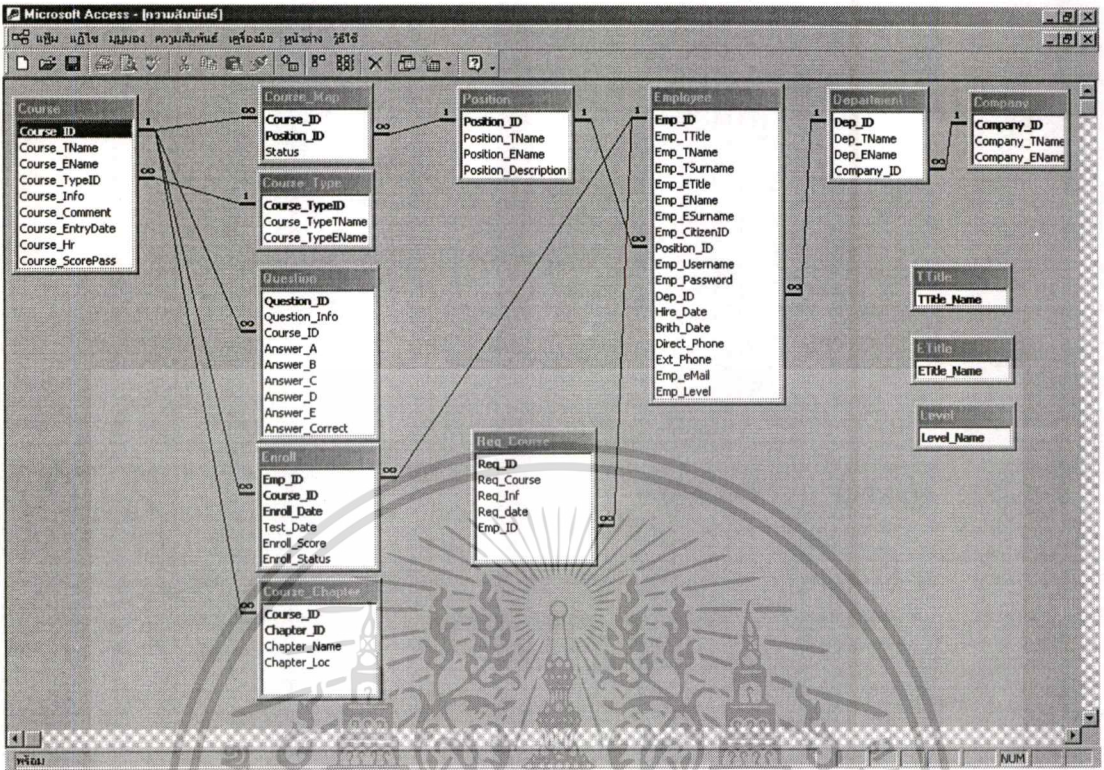 Microsoft Access - [ความสัมพันธ์]
แฟ้ม แก้ไข มุมมอง ความสัมพันธ์ เครื่องมือ หน้าต่าง วิธีใช้
Course
Course_ID
Course_TName
Course_EName
Course_TypeID
Course_Info
Course_Comment
Course_EntryDate
Course_Hr
Course_ScorePass
Course_Map
Course_ID
Position_ID
Status
Course_Type
Course_TypeID
Course_TypeTName
Course_TypeEName
Question
Question_ID
Question_Info
Course_ID
Answer_A
Answer_B
Answer_C
Answer_D
Answer_E
Answer_Correct
Enroll
Emp_ID
Course_ID
Enroll_Date
Test_Date
Enroll_Score
Enroll_Status
Course_Chapter
Course_ID
Chapter_ID
Chapter_Name
Chapter_Loc
Position
Position_ID
Position_TName
Position_EName
Position_Description
Req_Course
Req_ID
Req_Course
Req_Inf
Req_date
Emp_ID
Employee
Emp_ID
Emp_TTitle
Emp_TName
Emp_TSurname
Emp_ETitle
Emp_EName
Emp_ESurname
Emp_CitizenID
Position_ID
Emp_Username
Emp_Password
Dep_ID
Hire_Date
Brith_Date
Direct_Phone
Ext_Phone
Emp_eMail
Emp_Level
Department
Dep_ID
Dep_TName
Dep_EName
Company_ID
Company
Company_ID
Company_TName
Company_EName
TTitle
TTitle_Name
ETitle
ETitle_Name
Level
Level_Name
1 ∞ ∞ 1 1 1 1 1
∞ 1 ∞ ∞ ∞
∞ ∞ ∞ ∞ ∞
พร้อม
NUM